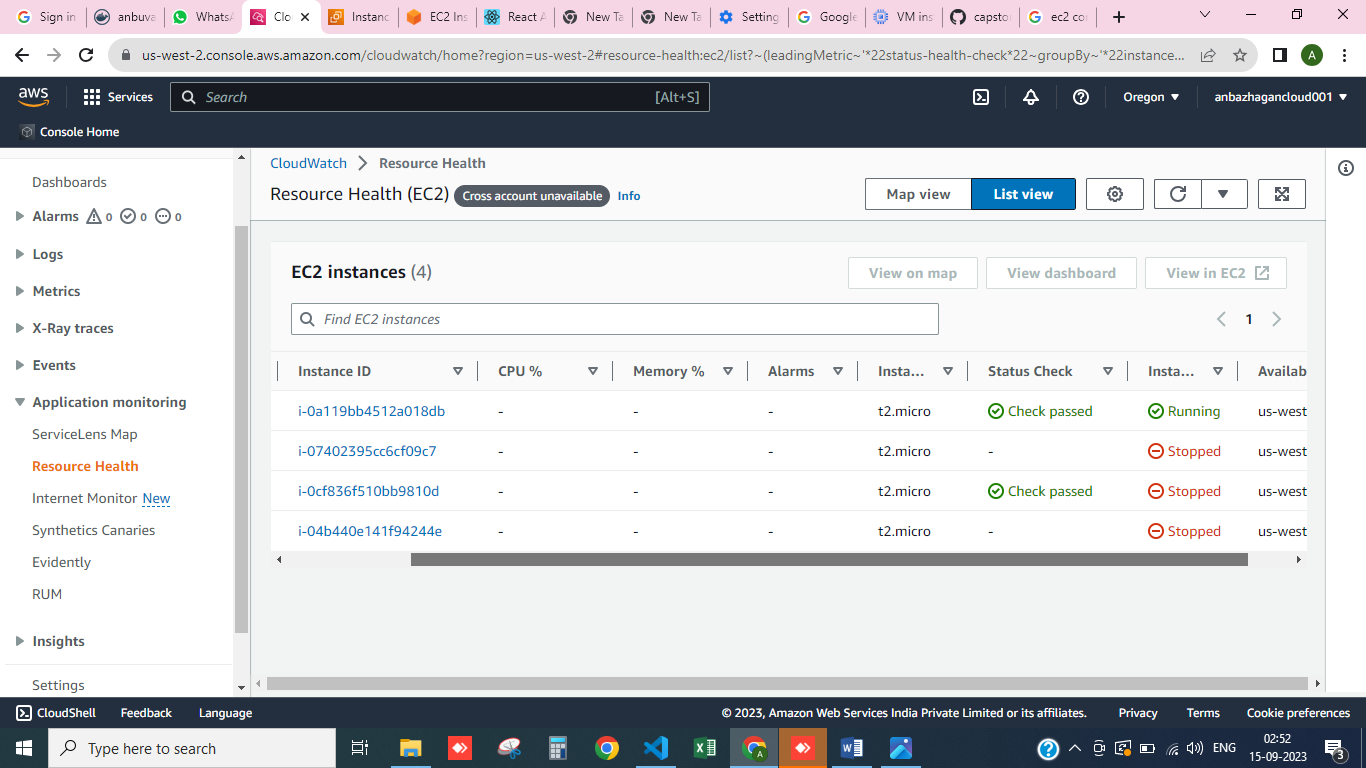 Sign in
anbuva
WhatsA
Clo
Instanc
EC2 Ins
React A
New Ta
New Ta
Setting
Google
VM ins
capsto
ec2 co
us-west-2.console.aws.amazon.com/cloudwatch/home?region=us-west-2#resource-health:ec2/list?~(leadingMetric~'*22status-health-check*22~groupBy~'*22instance...
A
aws
Services
Search
[Alt+S]
Oregon
anbazhagancloud001
Console Home
Dashboards
Alarms 0 0 0
Logs
Metrics
X-Ray traces
Events
Application monitoring
ServiceLens Map
Resource Health
Internet Monitor New
Synthetics Canaries
Evidently
RUM
Insights
Settings
CloudWatch > Resource Health
Resource Health (EC2) Cross account unavailable Info
Map view
List view
EC2 instances (4)
View on map
View dashboard
View in EC2
Find EC2 instances
1
Instance ID CPU % Memory % Alarms Insta... Status Check Insta... Availab
i-0a119bb4512a018db - - - t2.micro Check passed Running us-west
i-07402395cc6cf09c7 - - - t2.micro - Stopped us-west
i-0cf836f510bb9810d - - - t2.micro Check passed Stopped us-west
i-04b440e141f94244e - - - t2.micro - Stopped us-west
CloudShell Feedback Language © 2023, Amazon Web Services India Private Limited or its affiliates. Privacy Terms Cookie preferences
Type here to search
ENG
02:52
15-09-2023
3